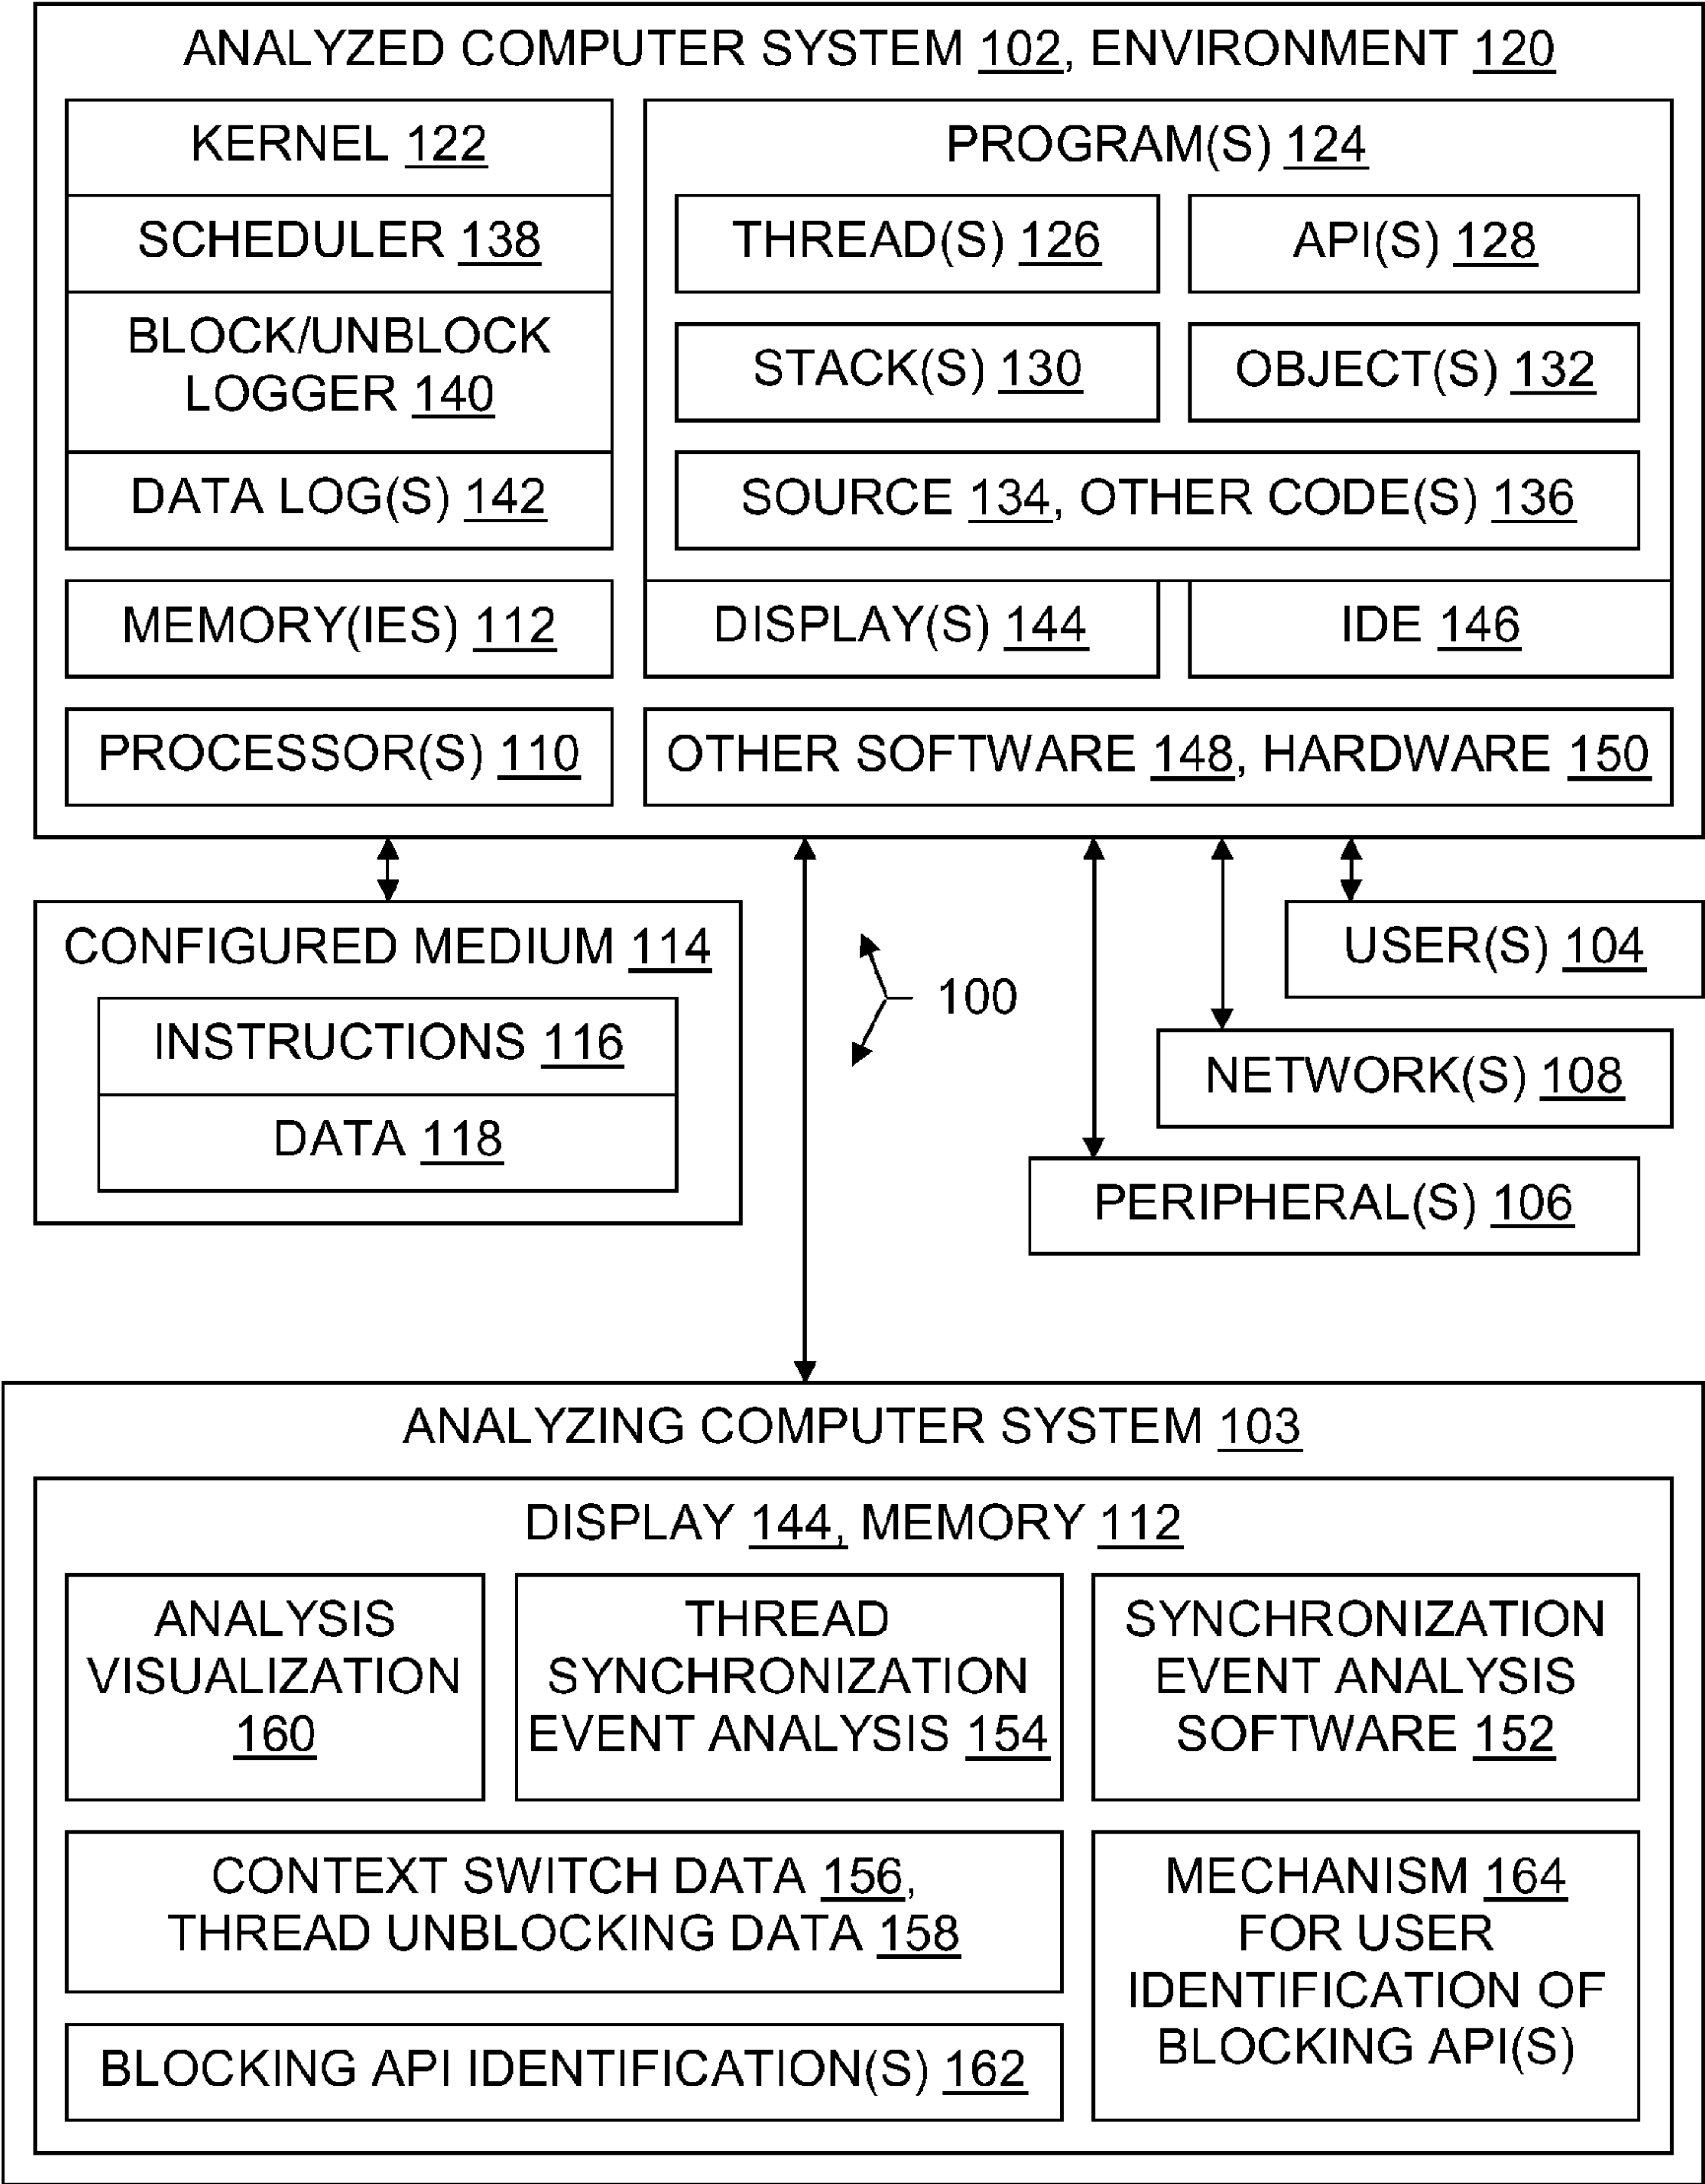 ANALYZED COMPUTER SYSTEM 102, ENVIRONMENT 120
KERNEL 122
SCHEDULER 138
BLOCK/UNBLOCK
LOGGER 140
DATA LOG(S) 142
MEMORY(IES) 112
PROCESSOR(S) 110
PROGRAM(S) 124
THREAD(S) 126
API(S) 128
STACK(S) 130
OBJECT(S) 132
SOURCE 134, OTHER CODE(S) 136
DISPLAY(S) 144
IDE 146
OTHER SOFTWARE 148, HARDWARE 150
CONFIGURED MEDIUM 114
INSTRUCTIONS 116
DATA 118
100
USER(S) 104
NETWORK(S) 108
PERIPHERAL(S) 106
ANALYZING COMPUTER SYSTEM 103
DISPLAY 144, MEMORY 112
ANALYSIS
VISUALIZATION
160
THREAD
SYNCHRONIZATION
EVENT ANALYSIS 154
SYNCHRONIZATION
EVENT ANALYSIS
SOFTWARE 152
CONTEXT SWITCH DATA 156,
THREAD UNBLOCKING DATA 158
BLOCKING API IDENTIFICATION(S) 162
MECHANISM 164
FOR USER
IDENTIFICATION OF
BLOCKING API(S)